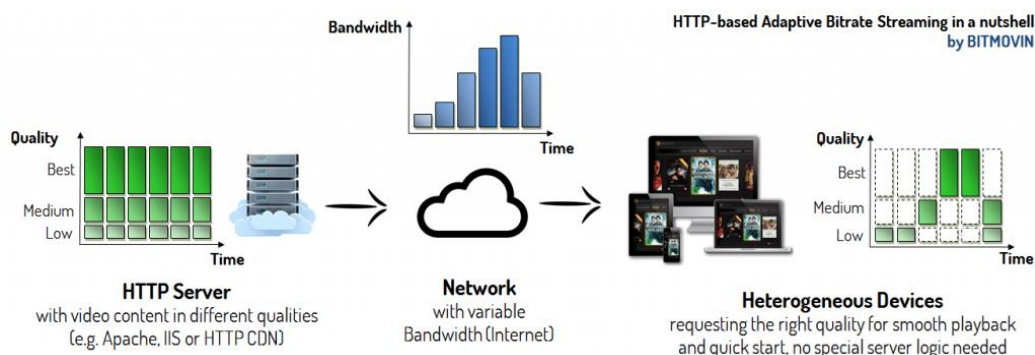 HTTP-based Adaptive Bitrate Streaming in a nutshell
by BITMOVIN
Bandwidth
Time
Quality
Best
Medium
Low
Time
Quality
Best
Medium
Low
Time
HTTP Server
with video content in different qualities
(e.g. Apache, IIS or HTTP CDN)
Network
with variable
Bandwidth (Internet)
Heterogeneous Devices
requesting the right quality for smooth playback
and quick start, no special server logic needed